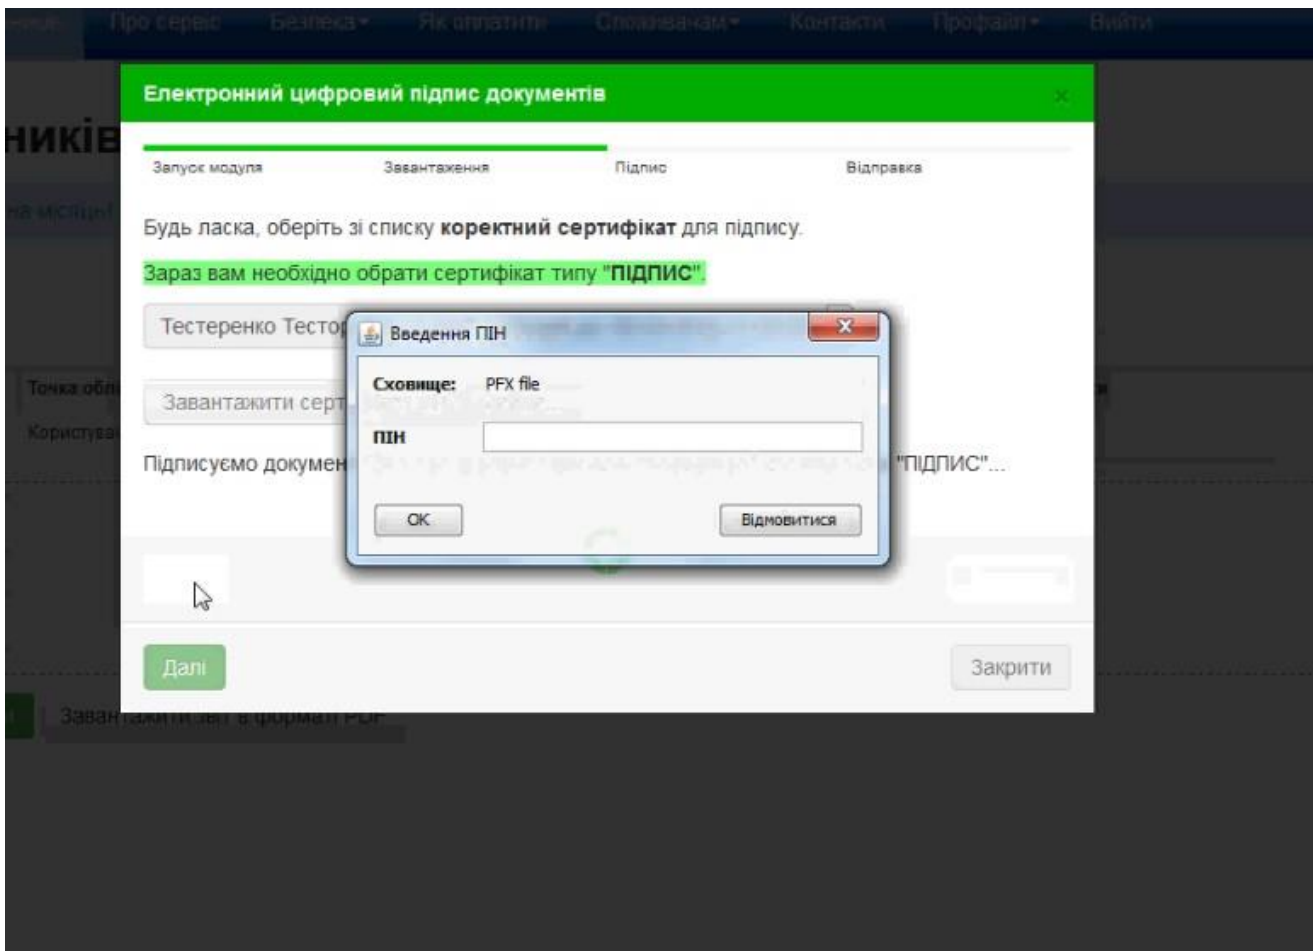 Про сервіс Безпека Як оплатити Споживачам Контакти Профайл Вийти
Електронний цифровий підпис документів
ників
Запуск модуля Завантаження Підпис Відправка
на місяць
Будь ласка, оберіть зі списку коректний сертифікат для підпису.
Зараз вам необхідно обрати сертифікат типу "ПІДПИС".
Тестеренко Тестор
Введення ПІН
Сховище: PFX file
Точка обл
Завантажити серт
Користува
ПІН
Підписуємо докумен "ПІДПИС"...
OK Відмовитися
Далі Закрити
Завантажити звіт в форматі PDF